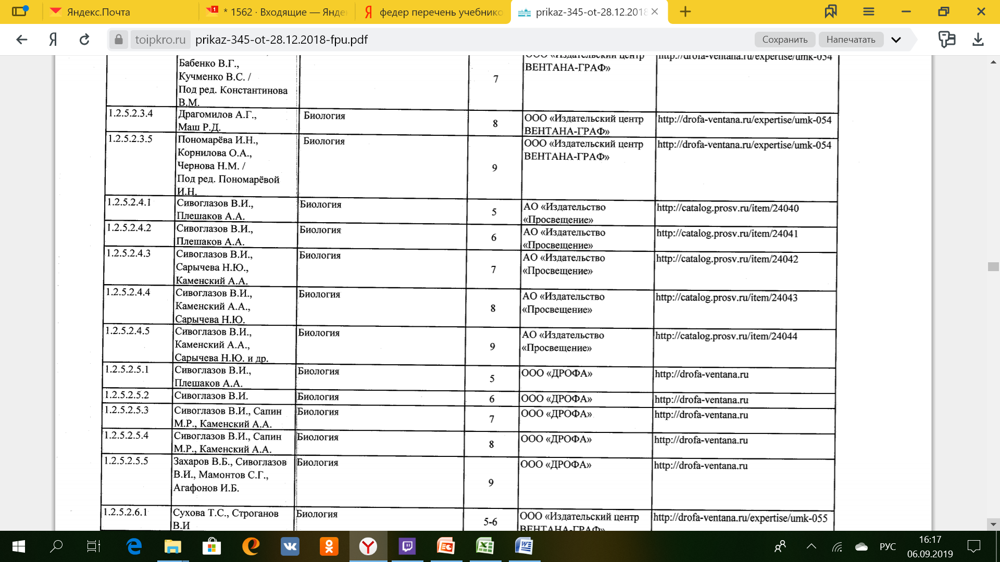 Яндекс.Почта
1
* 1562 · Входящие — Янде
Я
федер перечень учебнико
prikaz-345-от-28.12.2018
Я
toipkro.ru
prikaz-345-ot-28.12.2018-fpu.pdf
Сохранить
Напечатать
Бабенко В.Г.,
Кучменко В.С. /
Под ред. Константинова
В.М.
7
ООО «Издательский центр
ВЕНТАНА-ГРАФ»
http://drofa-ventana.ru/expertise/umk-054
1.2.5.2.3.4
Драгомилов А.Г.,
Маш Р.Д.
Биология
8
ООО «Издательский центр
ВЕНТАНА-ГРАФ»
http://drofa-ventana.ru/expertise/umk-054
1.2.5.2.3.5
Пономарёва И.Н.,
Корнилова О.А.,
Чернова Н.М. /
Под ред. Пономарёвой
И.Н.
Биология
9
ООО «Издательский центр
ВЕНТАНА-ГРАФ»
http://drofa-ventana.ru/expertise/umk-054
1.2.5.2.4.1
Сивоглазов В.И.,
Плешаков А.А.
Биология
5
АО «Издательство
«Просвещение»
http://catalog.prosv.ru/item/24040
1.2.5.2.4.2
Сивоглазов В.И.,
Плешаков А.А.
Биология
6
АО «Издательство
«Просвещение»
http://catalog.prosv.ru/item/24041
1.2.5.2.4.3
Сивоглазов В.И.,
Сарычева Н.Ю.,
Каменский А.А.
Биология
7
АО «Издательство
«Просвещение»
http://catalog.prosv.ru/item/24042
1.2.5.2.4.4
Сивоглазов В.И.,
Каменский А.А.,
Сарычева Н.Ю.
Биология
8
АО «Издательство
«Просвещение»
http://catalog.prosv.ru/item/24043
1.2.5.2.4.5
Сивоглазов В.И.,
Каменский А.А.,
Сарычева Н.Ю. и др.
Биология
9
АО «Издательство
«Просвещение»
http://catalog.prosv.ru/item/24044
1.2.5.2.5.1
Сивоглазов В.И.,
Плешаков А.А.
Биология
5
ООО «ДРОФА»
http://drofa-ventana.ru
1.2.5.2.5.2
Сивоглазов В.И.
Биология
6
ООО «ДРОФА»
http://drofa-ventana.ru
1.2.5.2.5.3
Сивоглазов В.И., Сапин
М.Р., Каменский А.А.
Биология
7
ООО «ДРОФА»
http://drofa-ventana.ru
1.2.5.2.5.4
Сивоглазов В.И., Сапин
М.Р., Каменский А.А.
Биология
8
ООО «ДРОФА»
http://drofa-ventana.ru
1.2.5.2.5.5
Захаров В.Б., Сивоглазов
В.И., Мамонтов С.Г.,
Агафонов И.Б.
Биология
9
ООО «ДРОФА»
http://drofa-ventana.ru
1.2.5.2.6.1
Сухова Т.С., Строганов
В.И
Биология
5-6
ООО «Издательский центр
ВЕНТАНА-ГРАФ»
http://drofa-ventana.ru/expertise/umk-055
РУС
16:17
06.09.2019